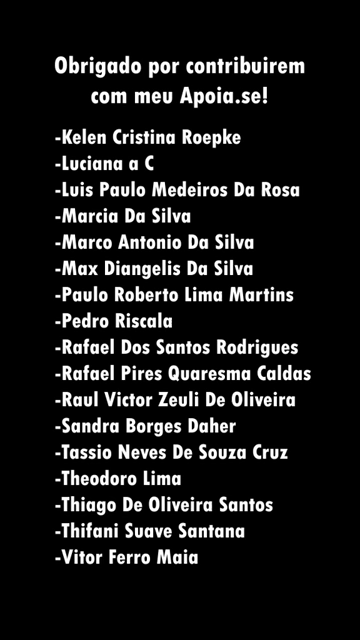 Obrigado por contribuirem
com meu Apoia.se!
-Kelen Cristina Roepke
-Luciana a C
-Luis Paulo Medeiros Da Rosa
-Marcia Da Silva
-Marco Antonio Da Silva
-Max Diangelis Da Silva
-Paulo Roberto Lima Martins
-Pedro Riscala
-Rafael Dos Santos Rodrigues
-Rafael Pires Quaresma Caldas
-Raul Victor Zeuli De Oliveira
-Sandra Borges Daher
-Tassio Neves De Souza Cruz
-Theodoro Lima
-Thiago De Oliveira Santos
-Thifani Suave Santana
-Vitor Ferro Maia